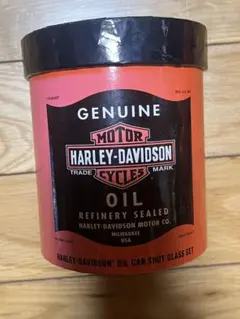 GENUINE
MOTOR
HARLEY-DAVIDSON
TRADE MARK
CYCLES
OIL
REFINERY SEALED
HARLEY-DAVIDSON MOTOR CO.
MILWAUKEE
USA
HARLEY-DAVIDSON® OIL CAN SHOT GLASS SET